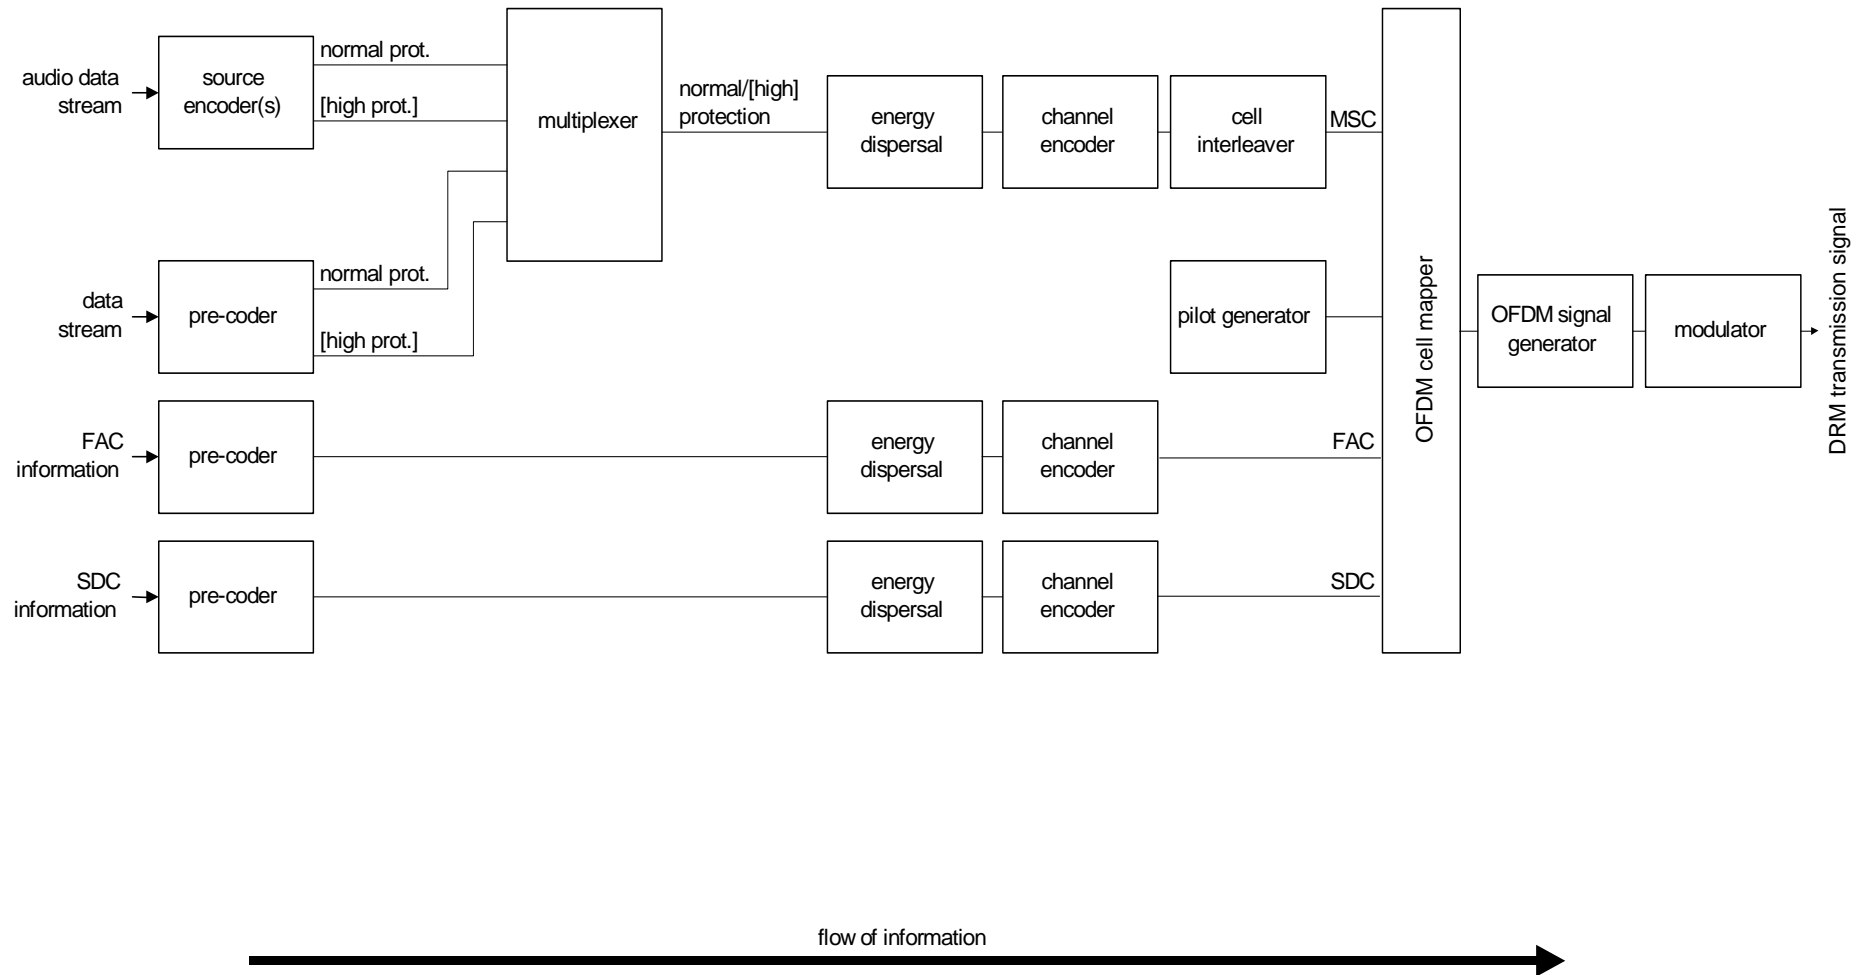 audio data
stream
source
encoder(s)
normal prot.
[high prot.]
multiplexer
normal/[high]
protection
energy
dispersal
channel
encoder
cell
interleaver
MSC
data
stream
pre-coder
normal prot.
[high prot.]
pilot generator
OFDM cell mapper
OFDM signal
generator
modulator
DRM transmission signal
FAC
information
pre-coder
energy
dispersal
channel
encoder
FAC
SDC
information
pre-coder
energy
dispersal
channel
encoder
SDC
flow of information